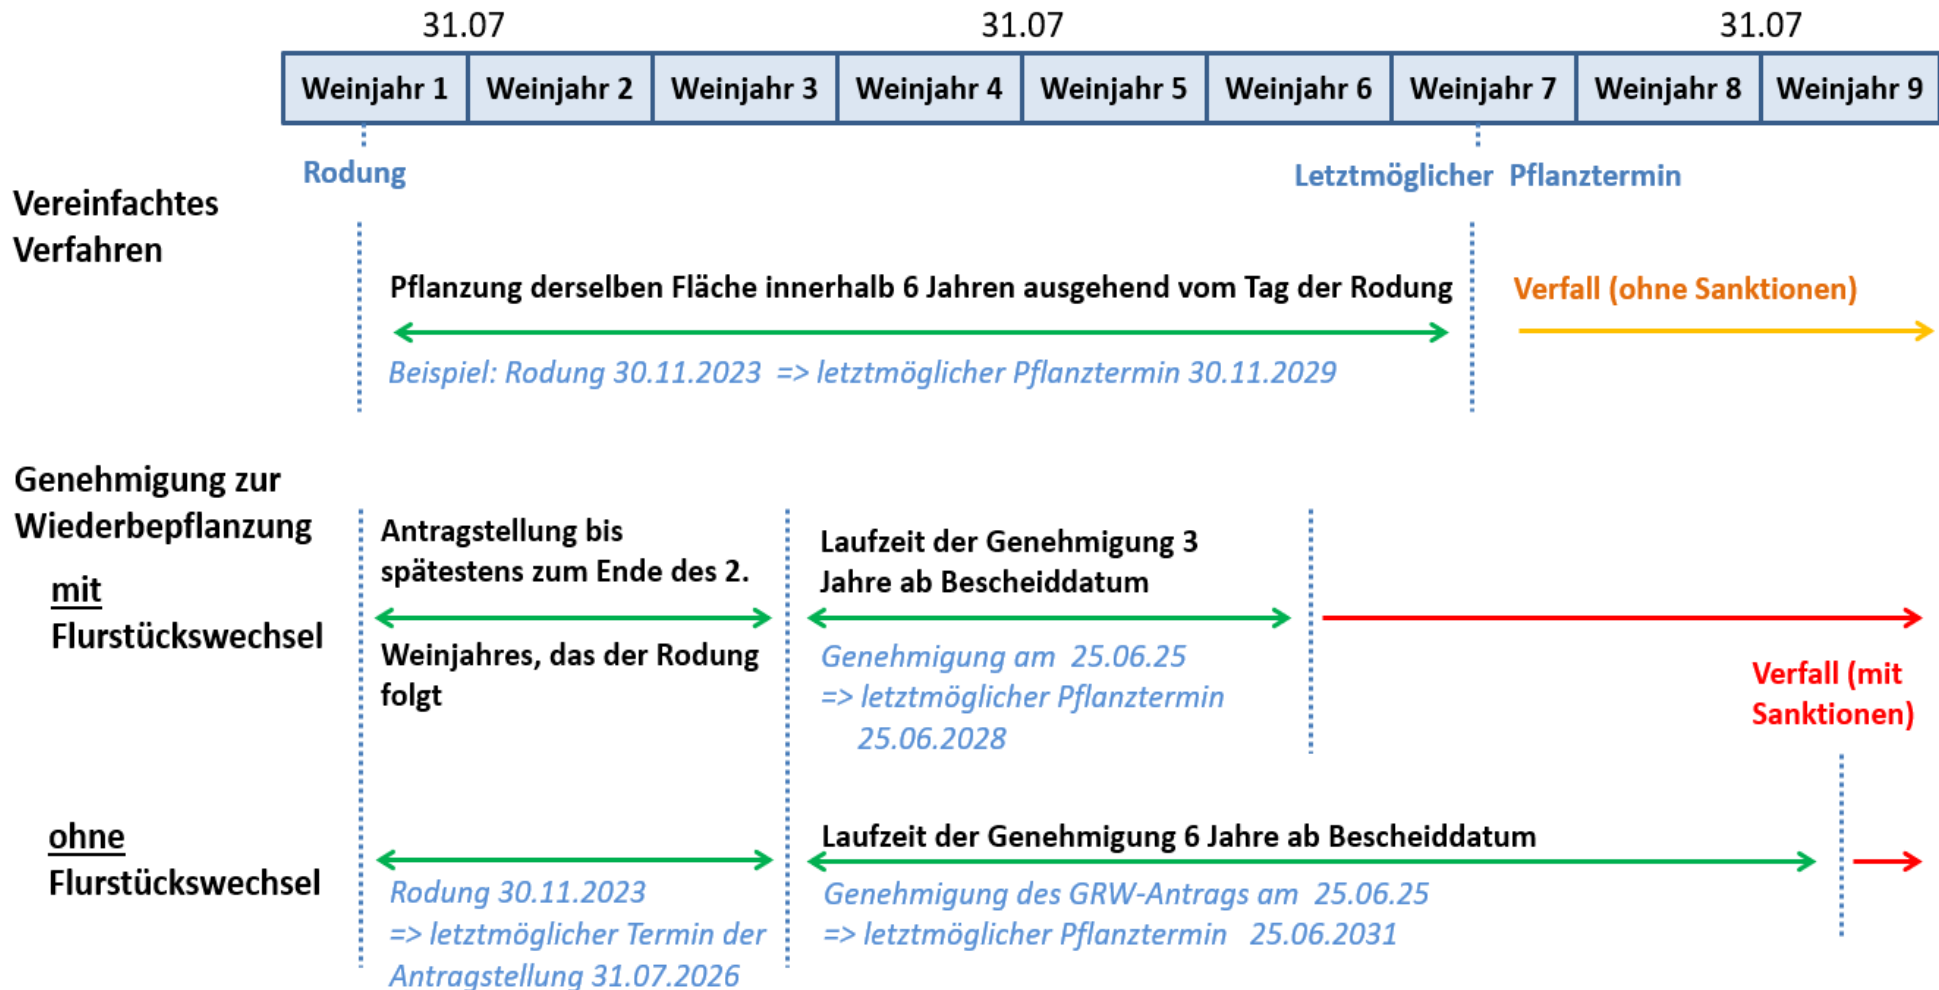 31.07 31.07 31.07
Weinjahr 1 Weinjahr 2 Weinjahr 3 Weinjahr 4 Weinjahr 5 Weinjahr 6 Weinjahr 7 Weinjahr 8 Weinjahr 9
Rodung
Letztmöglicher Pflanztermin
Vereinfachtes
Verfahren
Pflanzung derselben Fläche innerhalb 6 Jahren ausgehend vom Tag der Rodung
Verfall (ohne Sanktionen)
Beispiel: Rodung 30.11.2023 => letztmöglicher Pflanztermin 30.11.2029
Genehmigung zur
Wiederbepflanzung
mit
Flurstückswechsel
Antragstellung bis
spätestens zum Ende des 2.
Weinjahres, das der Rodung
folgt
Laufzeit der Genehmigung 3
Jahre ab Bescheiddatum
Genehmigung am 25.06.25
=> letztmöglicher Pflanztermin
25.06.2028
Verfall (mit
Sanktionen)
ohne
Flurstückswechsel
Rodung 30.11.2023
=> letztmöglicher Termin der
Antragstellung 31.07.2026
Laufzeit der Genehmigung 6 Jahre ab Bescheiddatum
Genehmigung des GRW-Antrags am 25.06.25
=> letztmöglicher Pflanztermin 25.06.2031